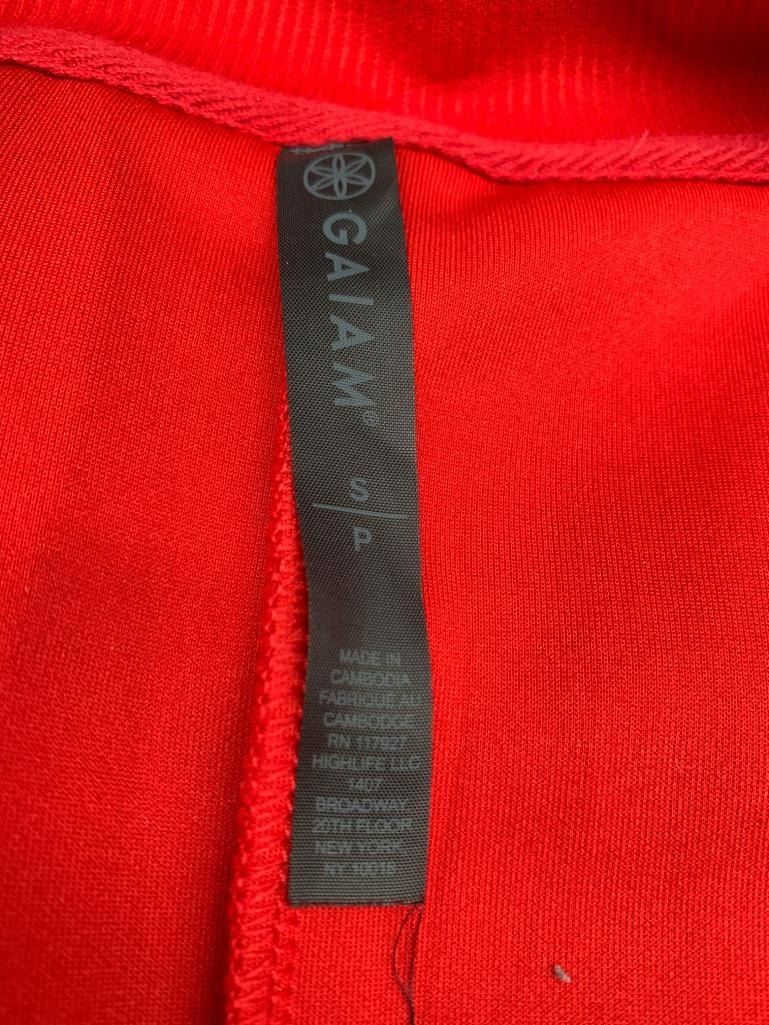 GAIAM®
S
P
MADE IN
CAMBODIA
FABRIQUE AU
CAMBODGE
RN 117927
HIGHLIFE LLC
1407
BROADWAY
20TH FLOOR
NEW YORK
NY 10018